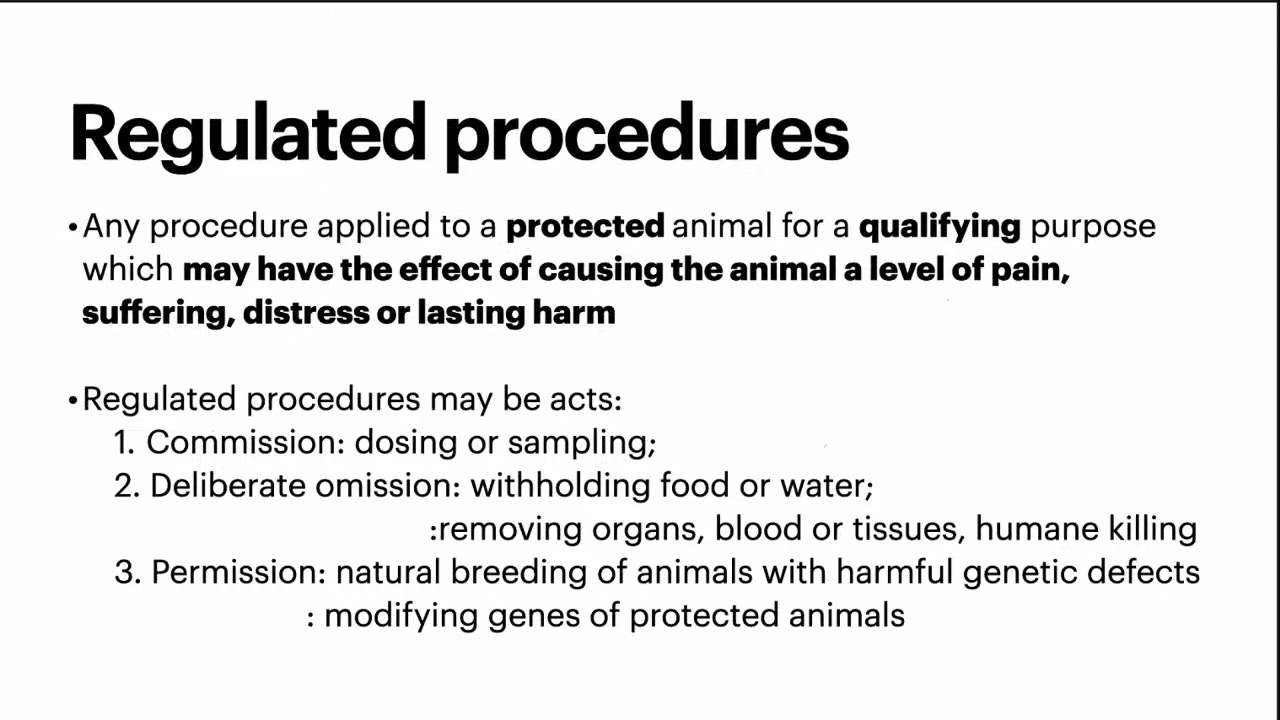 Regulated procedures
•Any procedure applied to a protected animal for a qualifying purpose
which may have the effect of causing the animal a level of pain,
suffering, distress or lasting harm
•Regulated procedures may be acts:
1. Commission: dosing or sampling;
2. Deliberate omission: withholding food or water;
:removing organs, blood or tissues, humane killing
3. Permission: natural breeding of animals with harmful genetic defects
: modifying genes of protected animals